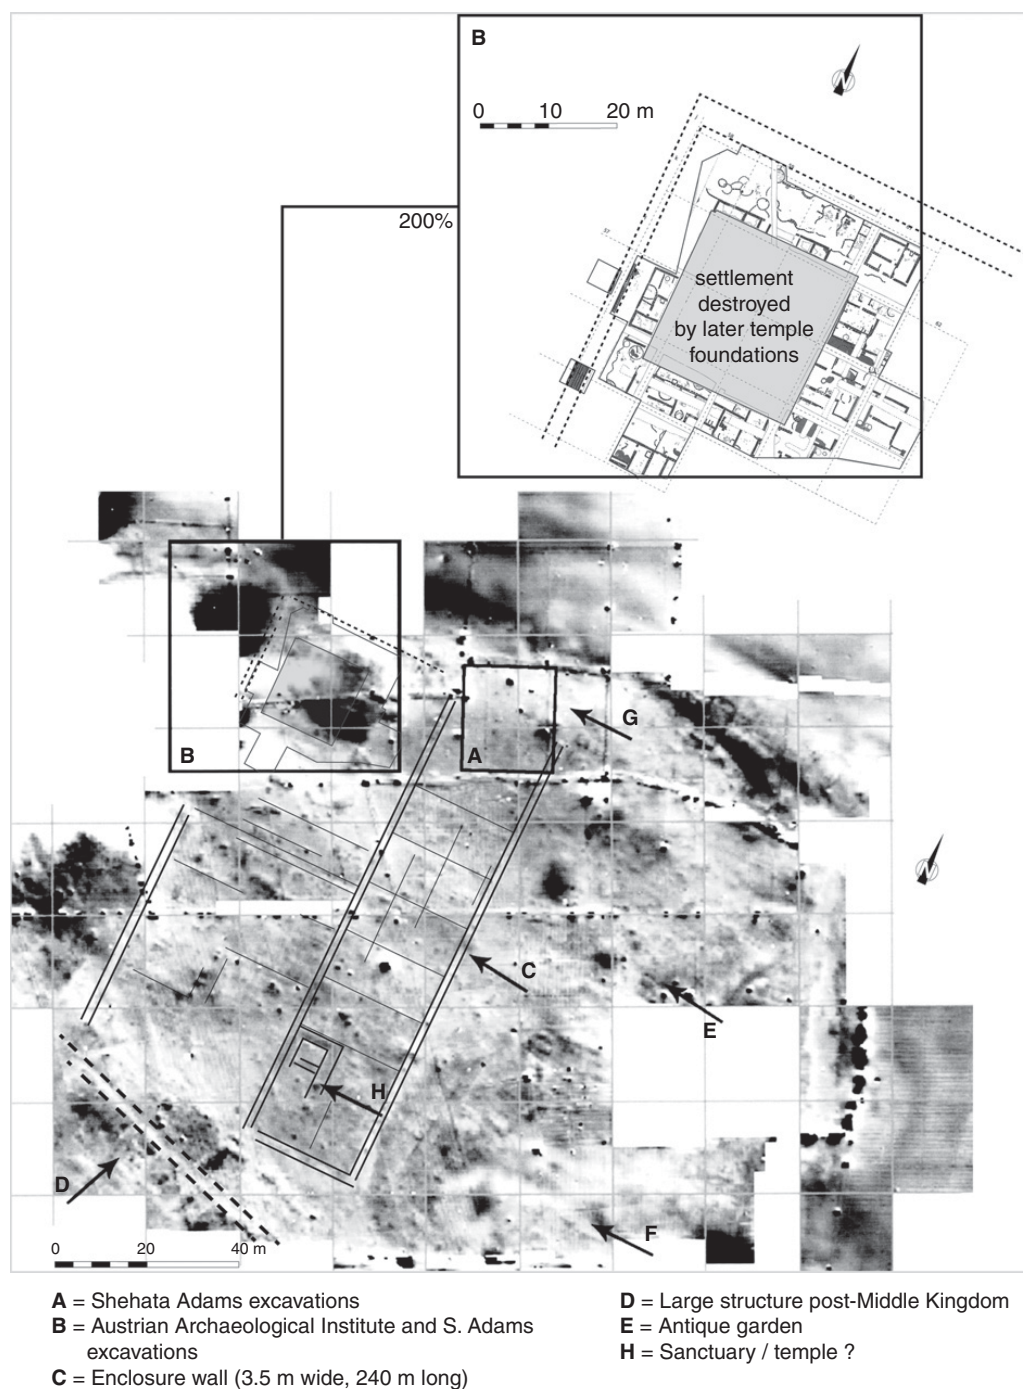 B
0 10 20 m
200%
settlement
destroyed
by later temple
foundations
B
A
G
C
E
H
D
F
0 20 40 m
A = Shehata Adams excavations
B = Austrian Archaeological Institute and S. Adams
excavations
C = Enclosure wall (3.5 m wide, 240 m long)
D = Large structure post-Middle Kingdom
E = Antique garden
H = Sanctuary / temple ?